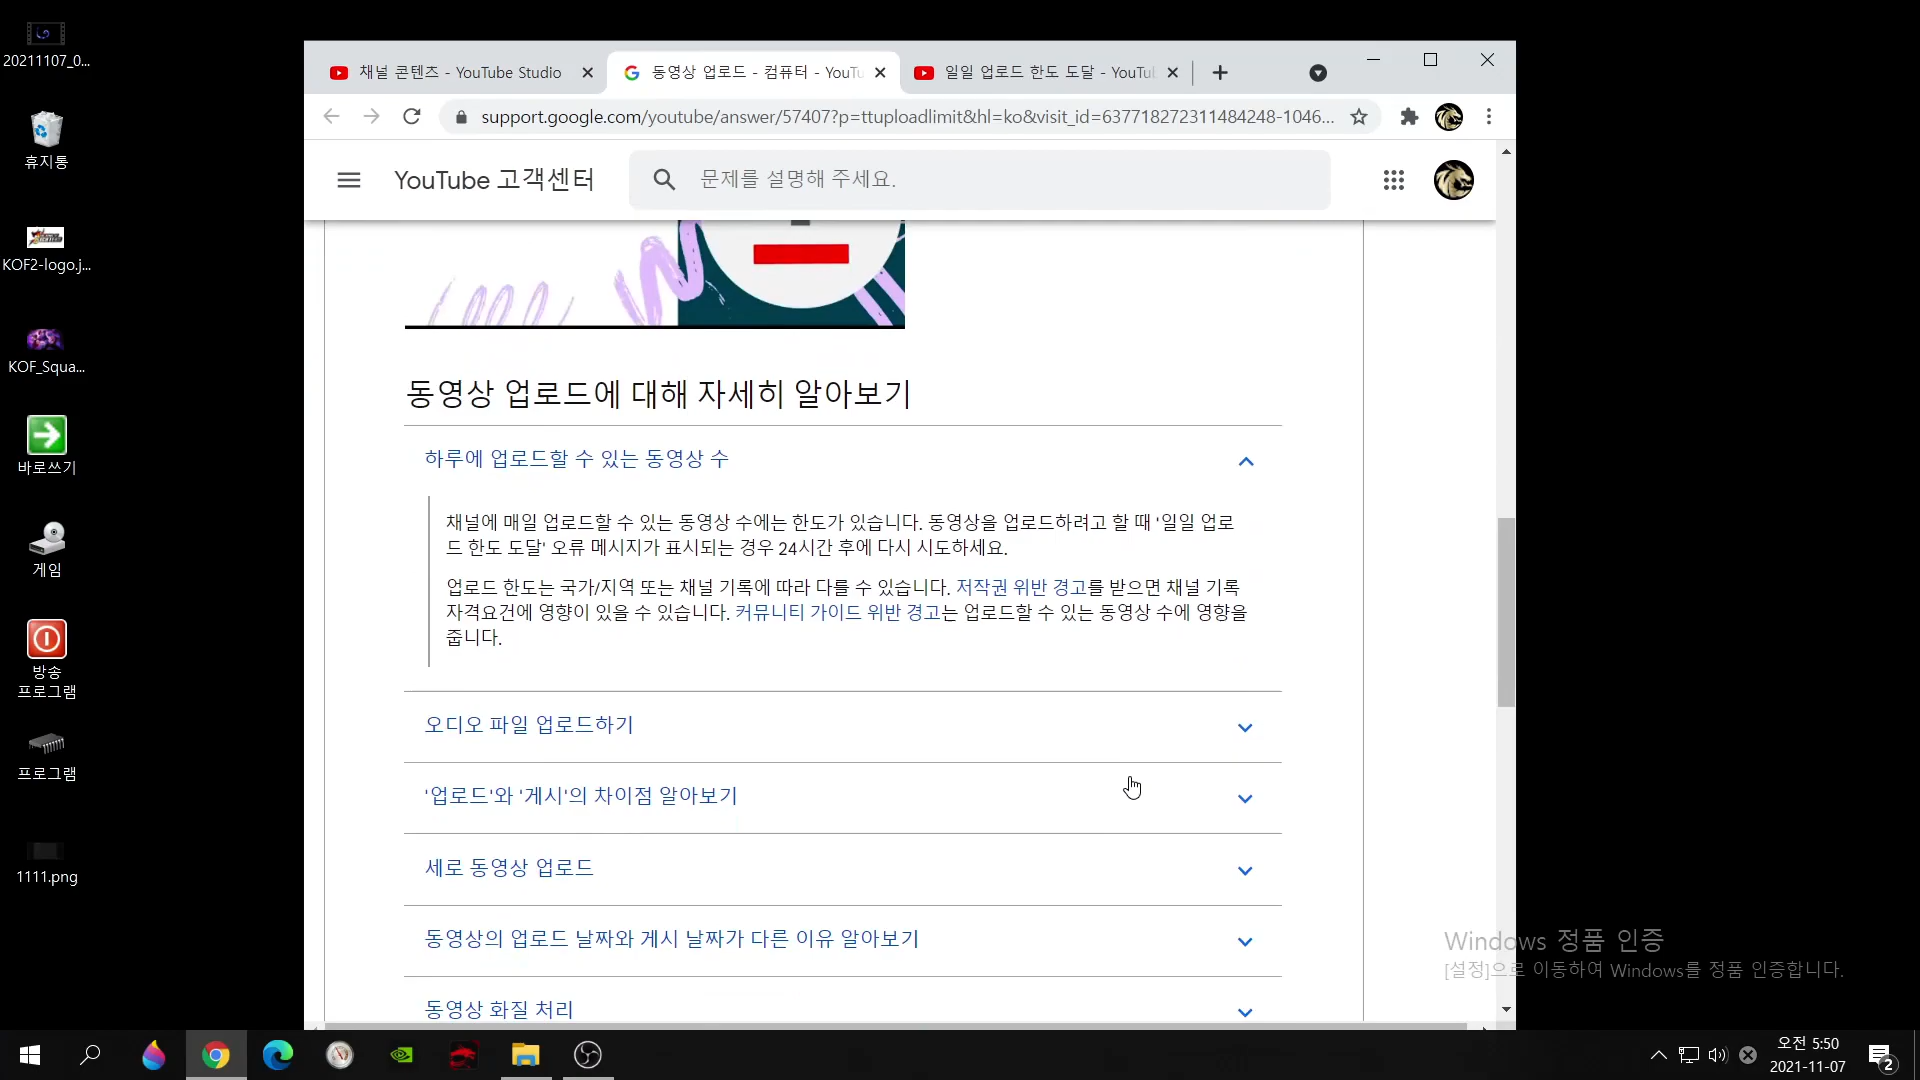 20211107_0...
휴지통
KOF2-logo.j...
KOF_Squa...
바로쓰기
게임
방송
프로그램
프로그램
1111.png
채널 콘텐츠 - YouTube Studio
동영상 업로드 - 컴퓨터 - YouTu
일일 업로드 한도 도달 - YouTu
support.google.com/youtube/answer/57407?p=ttuploadlimit&hl=ko&visit_id=637718272311484248-1046...
YouTube 고객센터
문제를 설명해 주세요.
동영상 업로드에 대해 자세히 알아보기
하루에 업로드할 수 있는 동영상 수
채널에 매일 업로드할 수 있는 동영상 수에는 한도가 있습니다. 동영상을 업로드하려고 할 때 '일일 업로
드 한도 도달' 오류 메시지가 표시되는 경우 24시간 후에 다시 시도하세요.
업로드 한도는 국가/지역 또는 채널 기록에 따라 다를 수 있습니다. 저작권 위반 경고를 받으면 채널 기록
자격요건에 영향이 있을 수 있습니다. 커뮤니티 가이드 위반 경고는 업로드할 수 있는 동영상 수에 영향을
줍니다.
오디오 파일 업로드하기
'업로드'와 '게시'의 차이점 알아보기
세로 동영상 업로드
동영상의 업로드 날짜와 게시 날짜가 다른 이유 알아보기
동영상 화질 처리
Windows 정품 인증
[설정]으로 이동하여 Windows를 정품 인증합니다.
오전 5:50
2021-11-07
2